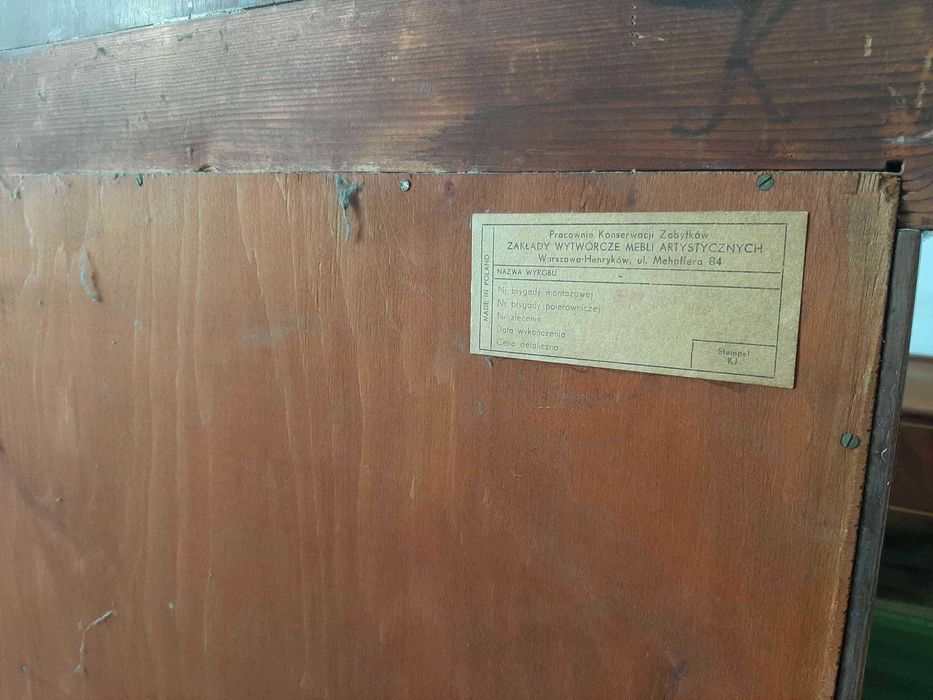 Pracownie Konserwacji Zabytków
ZAKŁADY WYTWÓRCZE MEBLI ARTYSTYCZNYCH
Warszawa-Henryków, ul. Mehoffera 84
MADE IN POLAND
NAZWA WYROBU
Nr brygady montażowej
Nr brygady polerowniczej
Nr zlecenia
Data wykończenia
Cena detaliczna
Stempel
KJ